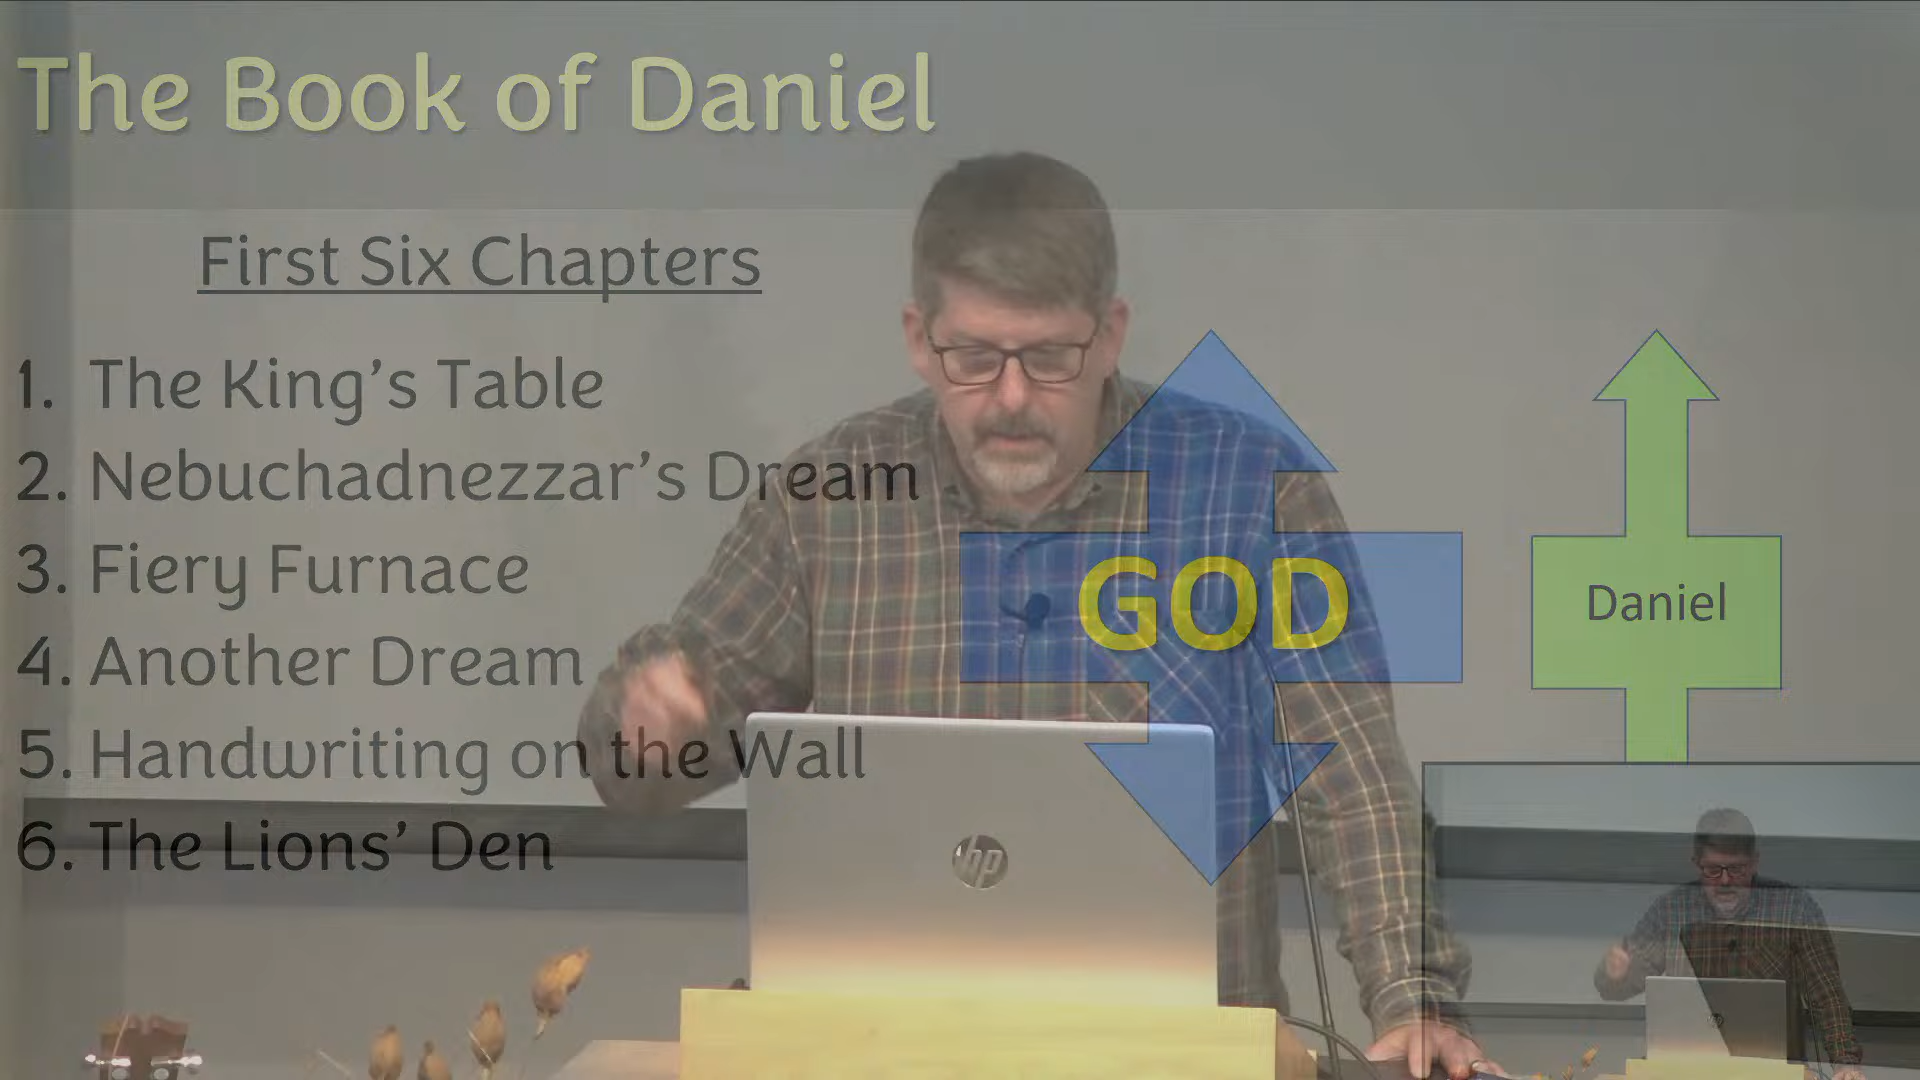 The Book of Daniel
First Six Chapters
1. The King's Table
2. Nebuchadnezzar's Dream
3. Fiery Furnace
4. Another Dream
5. Handwriting on the Wall
6. The Lions' Den
GOD
Daniel
hp